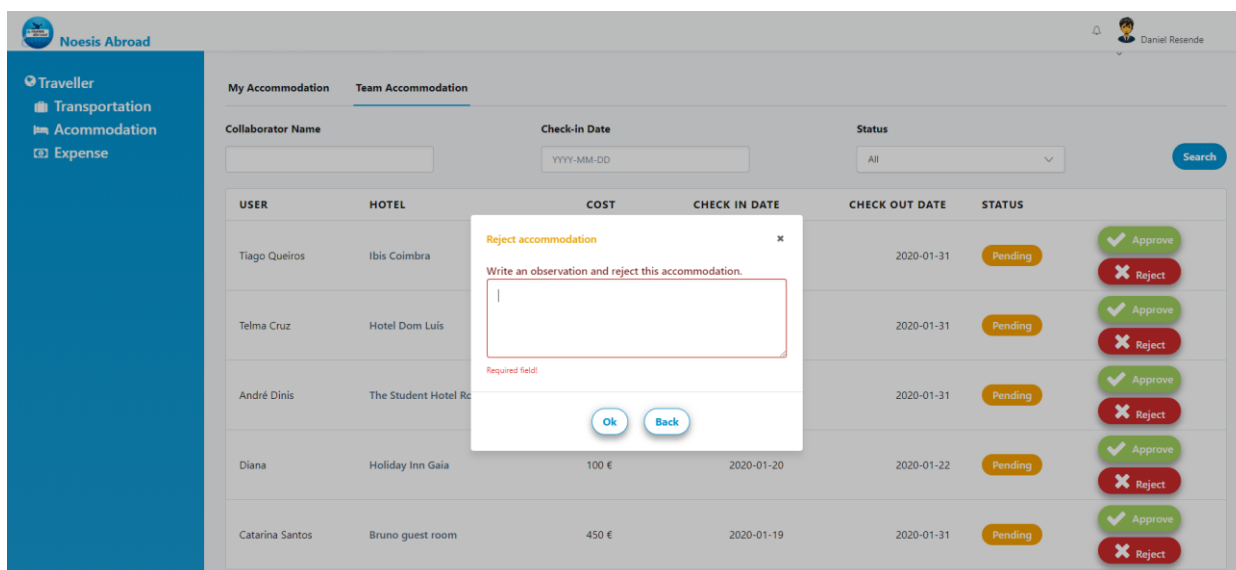 Noesis Abroad
Daniel Resende
Traveller
Transportation
Acommodation
Expense
My Accommodation Team Accommodation
Collaborator Name Check-in Date Status
YYYY-MM-DD All Search
USER HOTEL COST CHECK IN DATE CHECK OUT DATE STATUS
Tiago Queiros Ibis Coimbra 2020-01-31 Pending Approve
Reject
Telma Cruz Hotel Dom Luís 2020-01-31 Pending Approve
Reject
André Dinis The Student Hotel 2020-01-31 Pending Approve
Reject
Diana Holiday Inn Gaia 100 € 2020-01-20 2020-01-22 Pending Approve
Reject
Catarina Santos Bruno guest room 450 € 2020-01-19 2020-01-31 Pending Approve
Reject
Reject accommodation
Write an observation and reject this accommodation.
Required field!
Ok Back